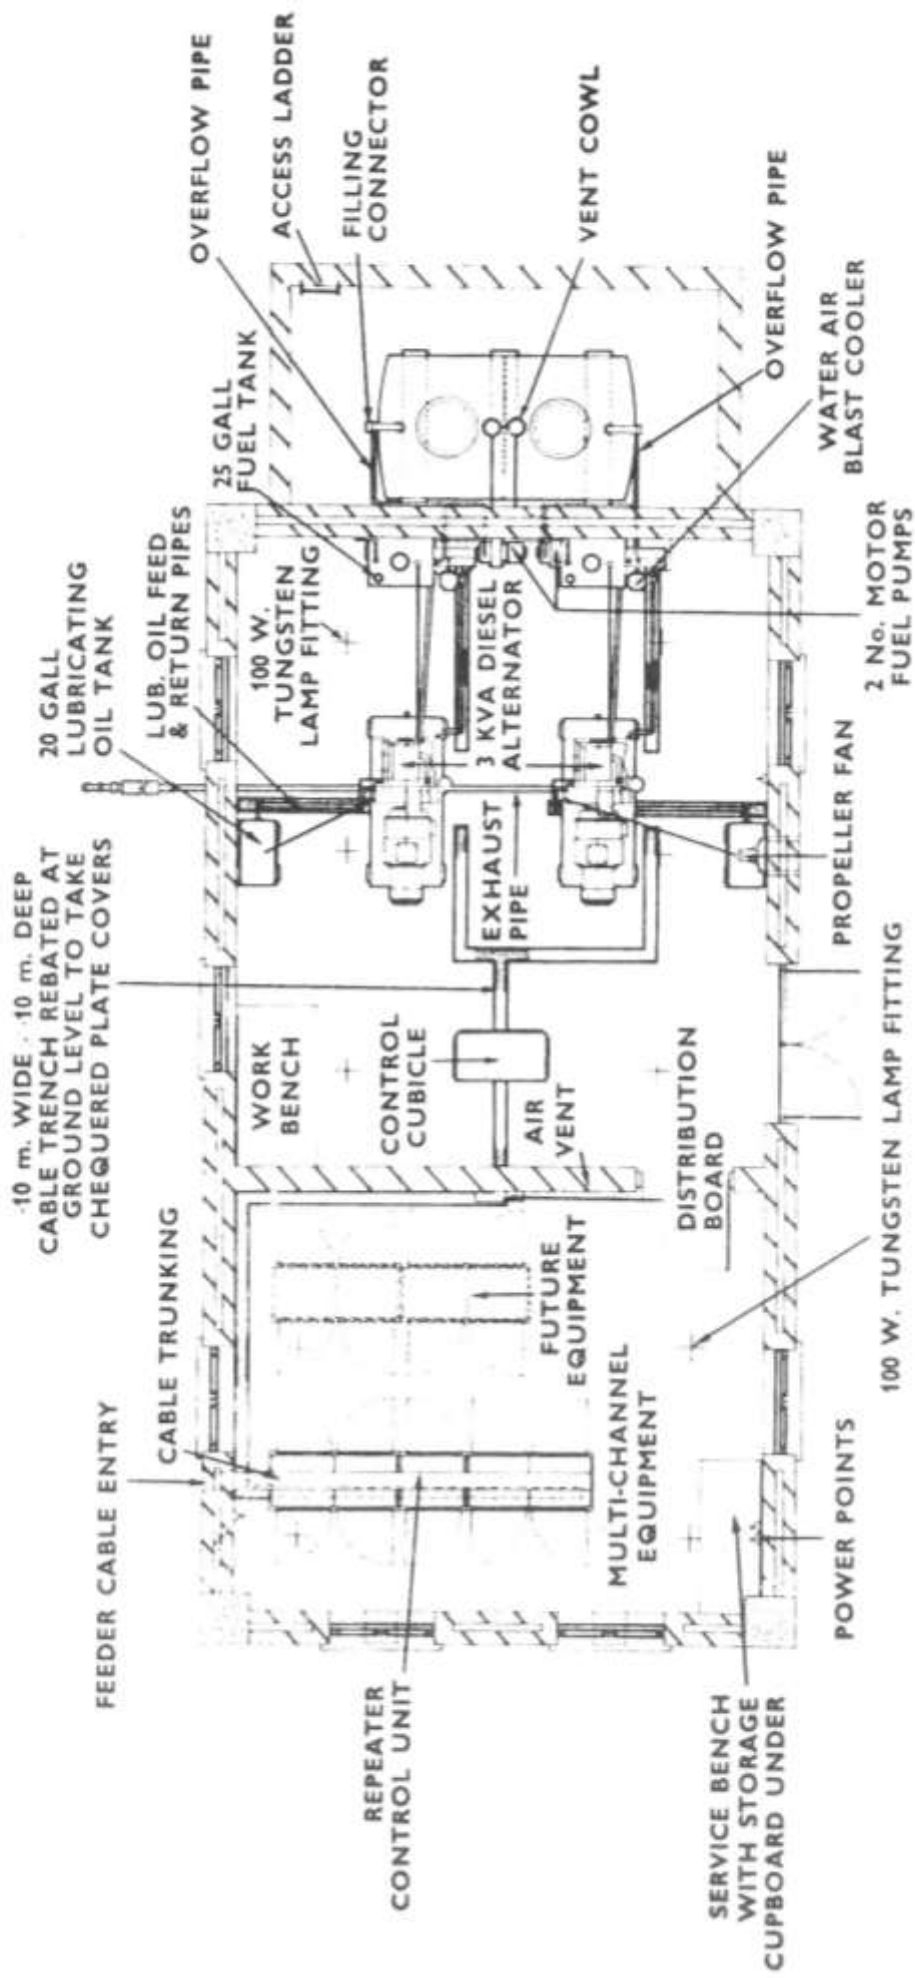 OVERFLOW PIPE
ACCESS LADDER
FILLING
CONNECTOR
VENT COWL
OVERFLOW PIPE
WATER AIR
BLAST COOLER
25 GALL
FUEL TANK
2 No. MOTOR
FUEL PUMPS
20 GALL
LUBRICATING
OIL TANK
LUB. OIL FEED
& RETURN PIPES
100 W.
TUNGSTEN
LAMP FITTING
3 KVA DIESEL
ALTERNATOR
EXHAUST
PIPE
PROPELLER FAN
·10 m. WIDE · ·10 m. DEEP
CABLE TRENCH REBATED AT
GROUND LEVEL TO TAKE
CHEQUERED PLATE COVERS
WORK
BENCH
CONTROL
CUBICLE
AIR
VENT
DISTRIBUTION
BOARD
100 W. TUNGSTEN LAMP FITTING
CABLE TRUNKING
FEEDER CABLE ENTRY
FUTURE
EQUIPMENT
MULTI-CHANNEL
EQUIPMENT
POWER POINTS
REPEATER
CONTROL UNIT
SERVICE BENCH
WITH STORAGE
CUPBOARD UNDER